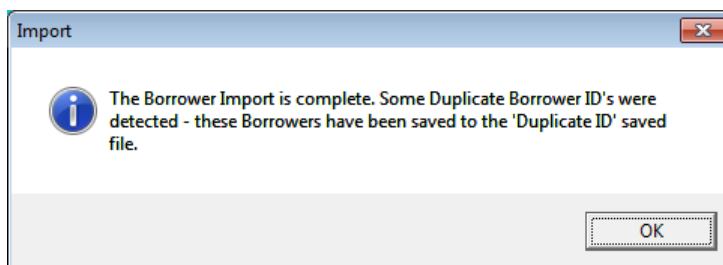 Import
The Borrower Import is complete. Some Duplicate Borrower ID's were
detected - these Borrowers have been saved to the 'Duplicate ID' saved
file.
OK